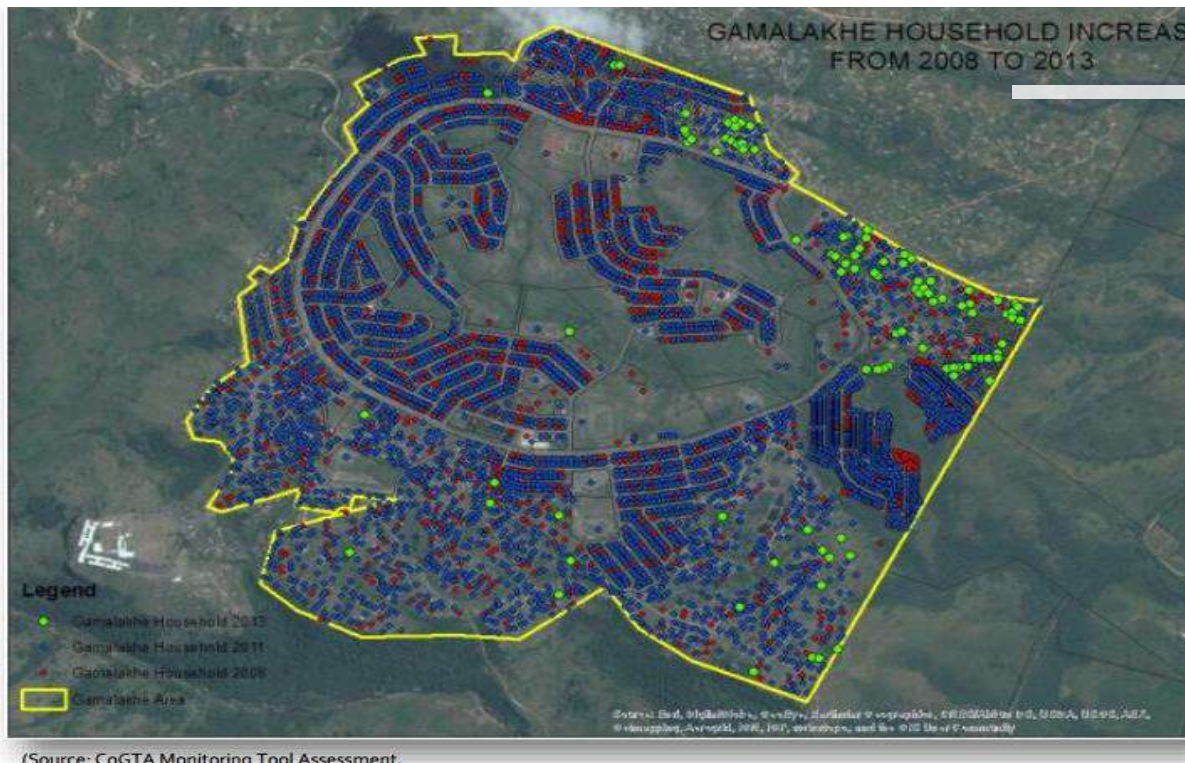 GAMALAKHE HOUSEHOLD INCREAS
FROM 2008 TO 2013
Legend
Gamalakhe Household 2013
Gamalakhe Household 2011
Gamalakhe Household 2008
Gamalakhe Area
(Source: CoGTA Monitoring Tool Assessment,